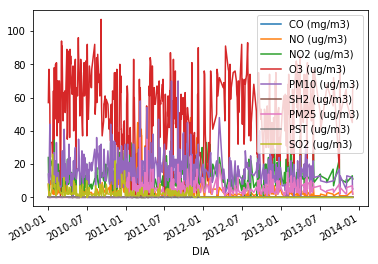 100
80
60
40
20
0
CO (mg/m3)
NO (ug/m3)
NO2 (ug/m3)
O3 (ug/m3)
PM10 (ug/m3)
SH2 (ug/m3)
PM25 (ug/m3)
PST (ug/m3)
SO2 (ug/m3)
2010-01
2010-07
2011-01
2011-07
2012-01
2012-07
2013-01
2013-07
2014-01
DIA